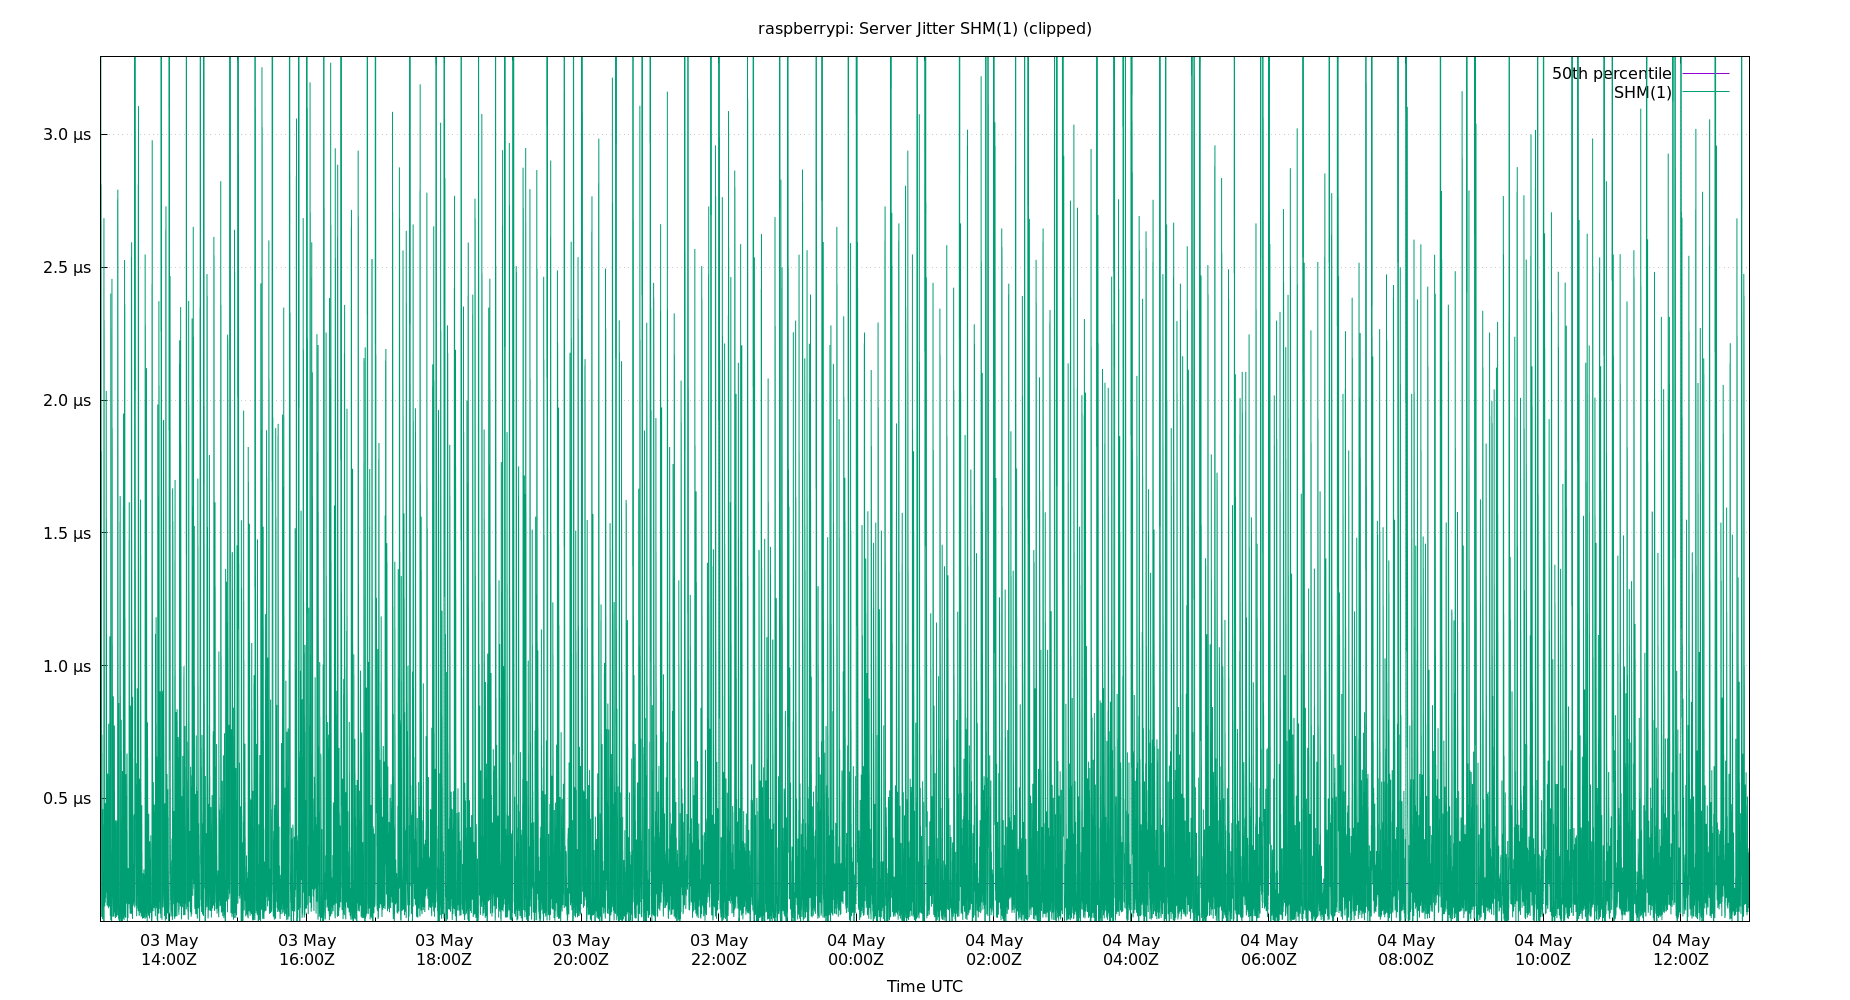 raspberrypi: Server Jitter SHM(1) (clipped)
50th percentile
SHM(1)
3.0 µs
2.5 µs
2.0 µs
1.5 µs
1.0 µs
0.5 µs
03 May 03 May 03 May 03 May 03 May 04 May 04 May 04 May 04 May 04 May 04 May 04 May
14:00Z 16:00Z 18:00Z 20:00Z 22:00Z 00:00Z 02:00Z 04:00Z 06:00Z 08:00Z 10:00Z 12:00Z
Time UTC